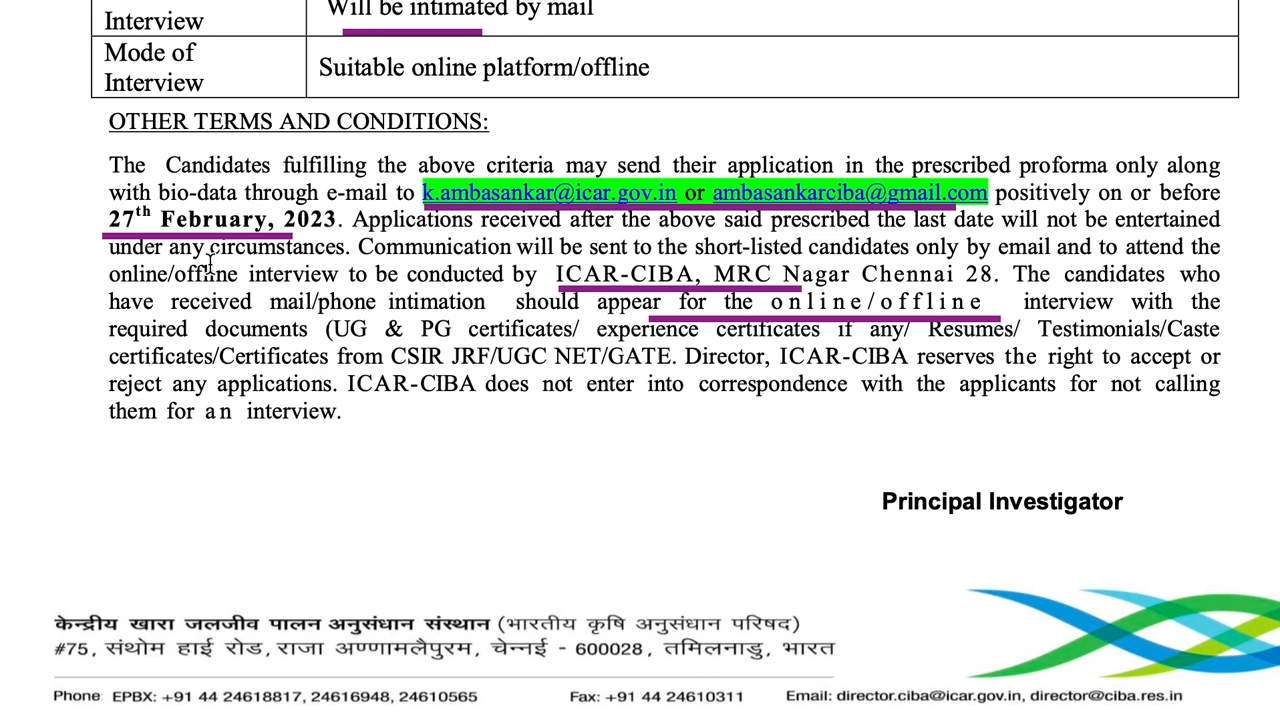 Interview
Will be intimated by mail
Mode of
Interview
Suitable online platform/offline
OTHER TERMS AND CONDITIONS:
The Candidates fulfilling the above criteria may send their application in the prescribed proforma only along
with bio-data through e-mail to k.ambasankar@icar.gov.in or ambasankarciba@gmail.com positively on or before
27th February, 2023. Applications received after the above said prescribed the last date will not be entertained
under any circumstances. Communication will be sent to the short-listed candidates only by email and to attend the
online/offline interview to be conducted by ICAR-CIBA, MRC Nagar Chennai 28. The candidates who
have received mail/phone intimation should appear for the online/offline interview with the
required documents (UG & PG certificates/ experience certificates if any/ Resumes/ Testimonials/Caste
certificates/Certificates from CSIR JRF/UGC NET/GATE. Director, ICAR-CIBA reserves the right to accept or
reject any applications. ICAR-CIBA does not enter into correspondence with the applicants for not calling
them for an interview.
Principal Investigator
केन्द्रीय खारा जलजीव पालन अनुसंधान संस्थान (भारतीय कृषि अनुसंधान परिषद)
#75, संथोम हाई रोड, राजा अण्णामलैपुरम, चेन्नई - 600028, तमिलनाडु, भारत
Phone: EPBX: +91 44 24618817, 24616948, 24610565 Fax: +91 44 24610311 Email: director.ciba@icar.gov.in, director@ciba.res.in